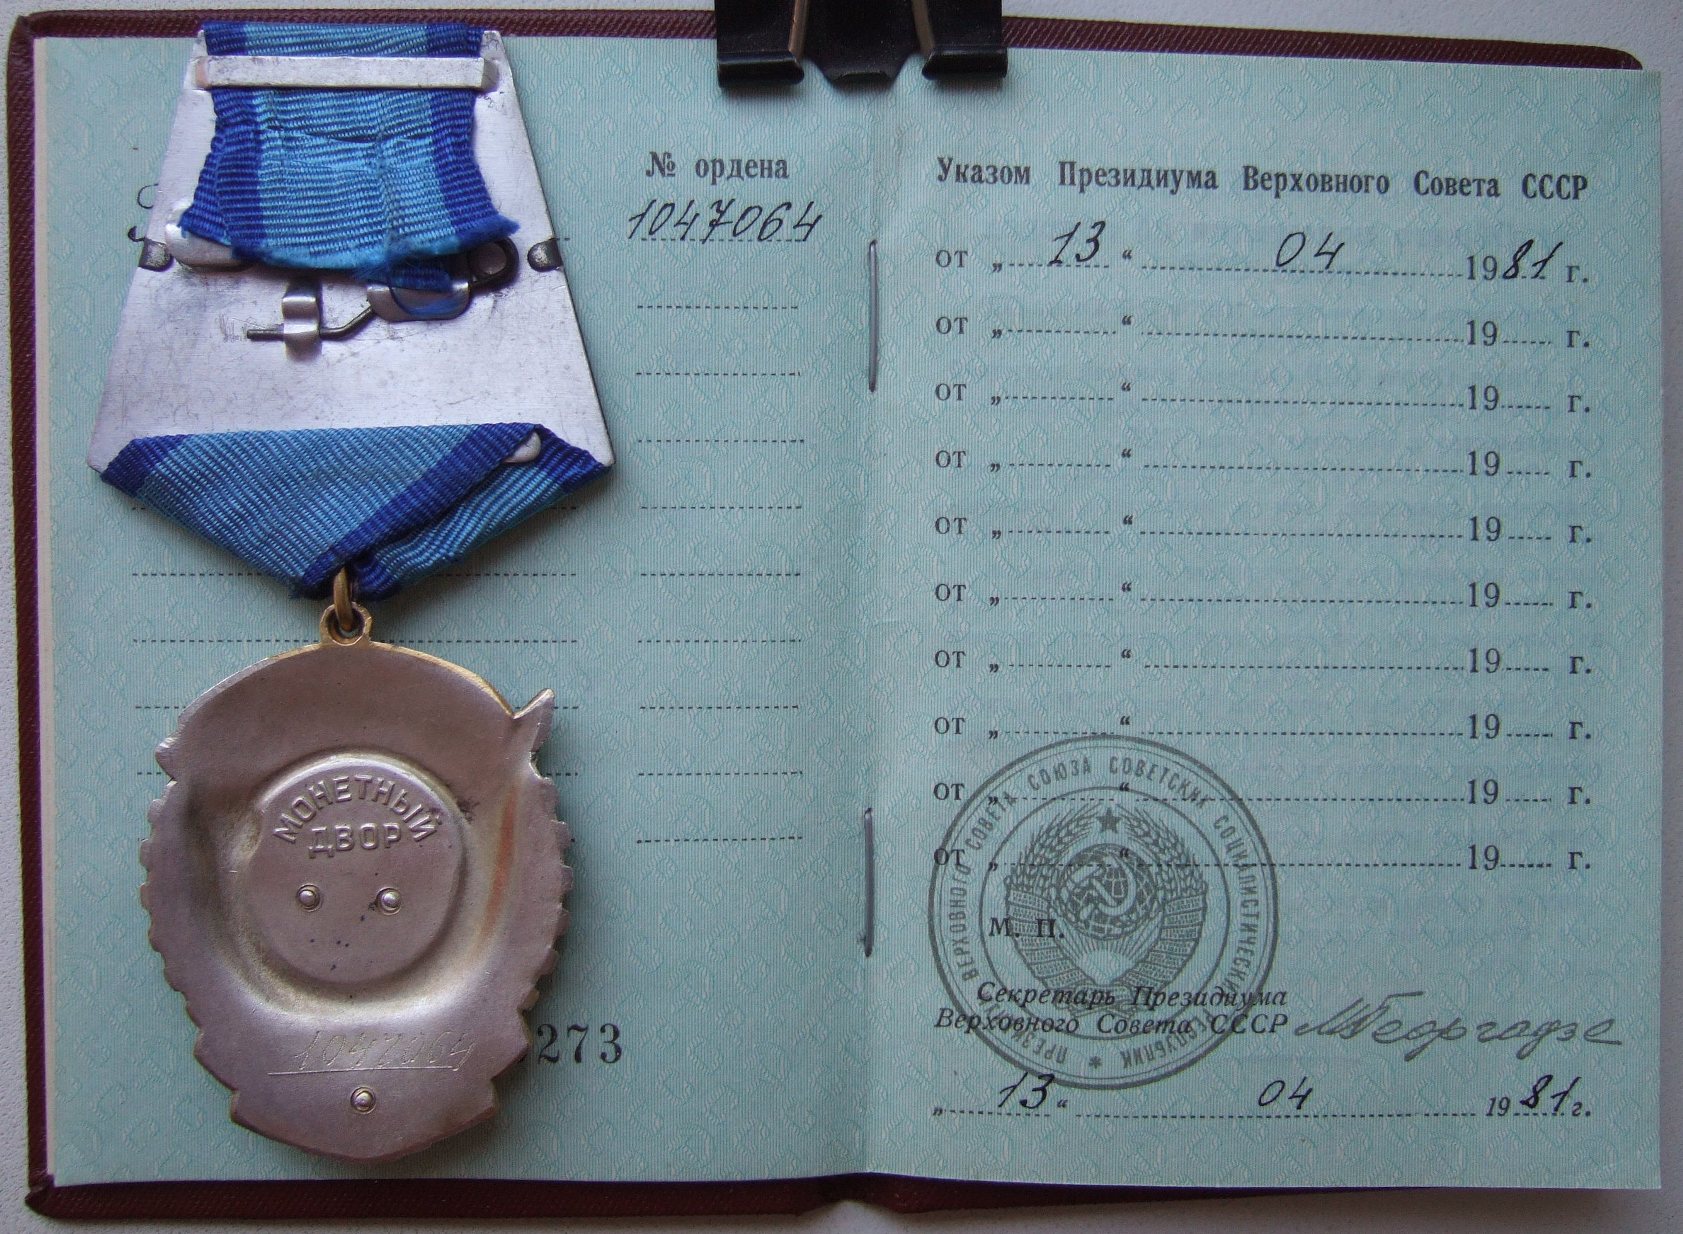 № ордена
1047064
Указом Президиума Верховного Совета СССР
от „ 13 “ 04 1981 г.
от „ “ 19 г.
от „ “ 19 г.
от „ “ 19 г.
от „ “ 19 г.
от „ “ 19 г.
от „ “ 19 г.
от „ “ 19 г.
от „ “ 19 г.
от „ “ 19 г.
М. П.
Секретарь Президиума
Верховного Совета СССР МГеоргадзе
„ 13 “ 04 1981 г.
ПРЕЗИДИУМ ВЕРХОВНОГО СОВЕТА СОЮЗА СОВЕТСКИХ СОЦИАЛИСТИЧЕСКИХ РЕСПУБЛИК
МОНЕТНЫЙ
ДВОР
1047064
273